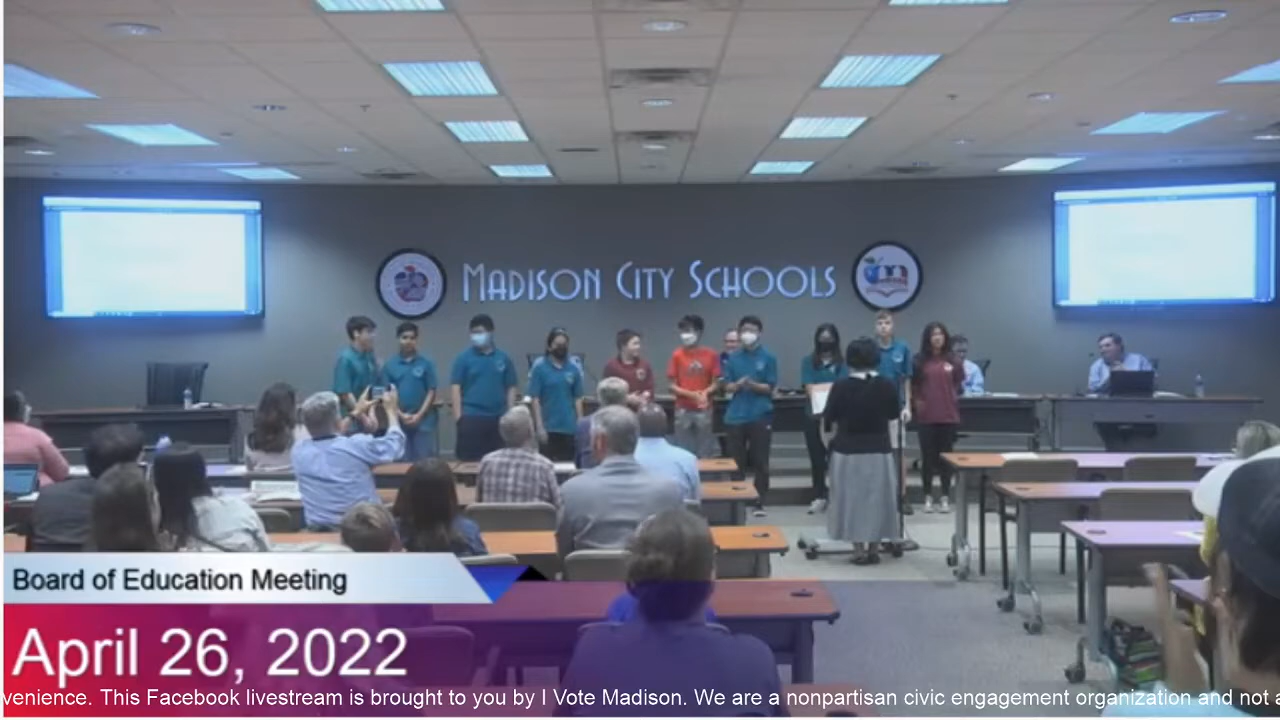 MADISON CITY SCHOOLS
Board of Education Meeting
April 26, 2022
venience. This Facebook livestream is brought to you by I Vote Madison. We are a nonpartisan civic engagement organization and not